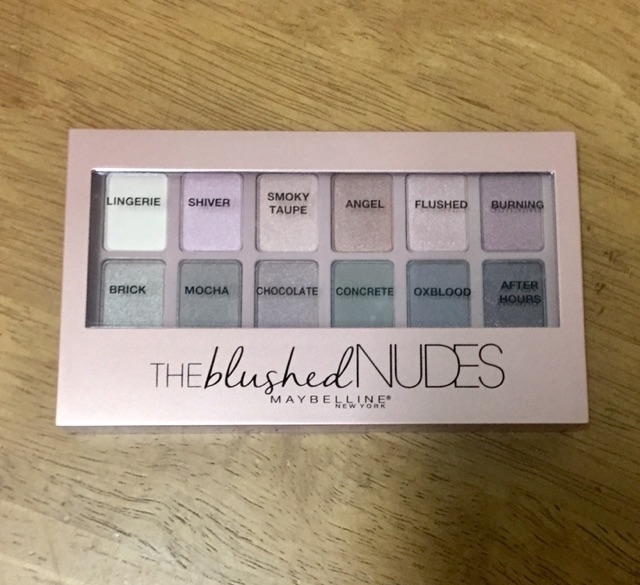 LINGERIE
SHIVER
SMOKY
TAUPE
ANGEL
FLUSHED
BURNING
BRICK
MOCHA
CHOCOLATE
CONCRETE
OXBLOOD
AFTER
HOURS
THE blushed NUDES
MAYBELLINE®
NEW YORK